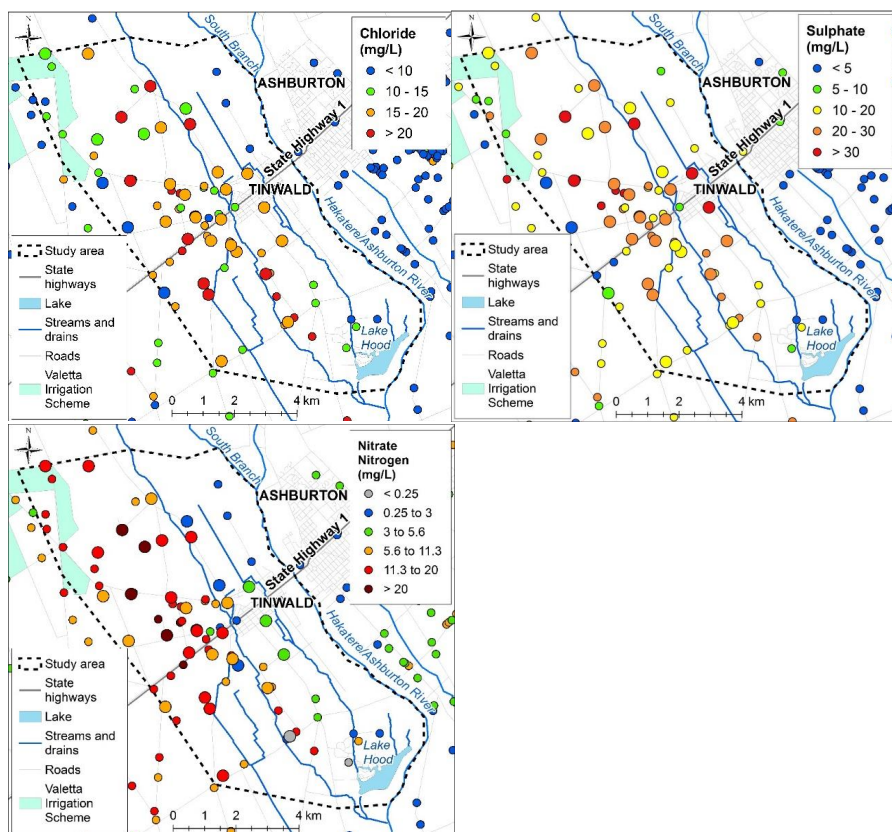 N
South Branch
Chloride
(mg/L)
< 10
10 - 15
15 - 20
> 20
ASHBURTON
State Highway 1
TINWALD
Hakatere/Ashburton River
Lake
Hood
Study area
State
highways
Lake
Streams and
drains
Roads
Valetta
Irrigation
Scheme
0 1 2 4 km
N
South Branch
Sulphate
(mg/L)
< 5
5 - 10
10 - 20
20 - 30
> 30
ASHBURTON
State Highway 1
TINWALD
Hakatere/Ashburton River
Lake
Hood
Study area
State
highways
Lake
Streams and
drains
Roads
Valetta
Irrigation
Scheme
0 1 2 4 km
N
South Branch
Nitrate
Nitrogen
(mg/L)
< 0.25
0.25 to 3
3 to 5.6
5.6 to 11.3
11.3 to 20
> 20
ASHBURTON
State Highway 1
TINWALD
Hakatere/Ashburton River
Lake
Hood
Study area
State
highways
Lake
Streams and
drains
Roads
Valetta
Irrigation
Scheme
0 1 2 4 km